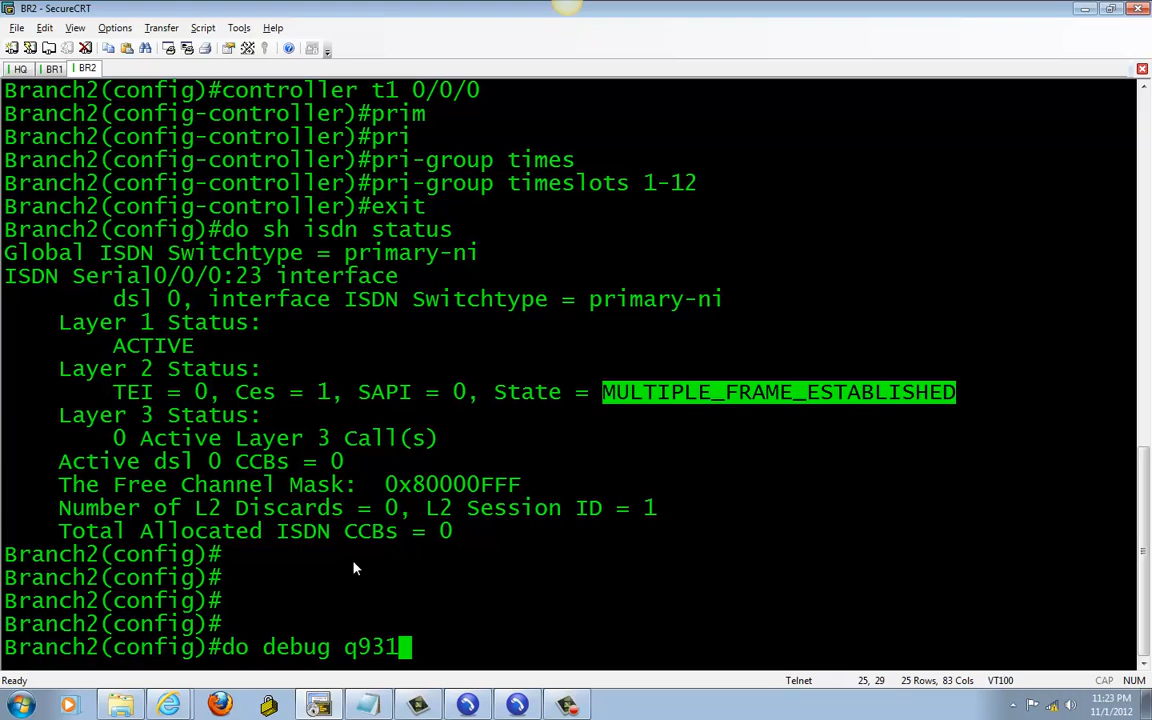 BR2 - SecureCRT
File Edit View Options Transfer Script Tools Help
HQ BR1 BR2
Branch2(config)#controller t1 0/0/0
Branch2(config-controller)#prim
Branch2(config-controller)#pri
Branch2(config-controller)#pri-group times
Branch2(config-controller)#pri-group timeslots 1-12
Branch2(config-controller)#exit
Branch2(config)#do sh isdn status
Global ISDN Switchtype = primary-ni
ISDN Serial0/0/0:23 interface
dsl 0, interface ISDN Switchtype = primary-ni
Layer 1 Status:
ACTIVE
Layer 2 Status:
TEI = 0, Ces = 1, SAPI = 0, State = MULTIPLE_FRAME_ESTABLISHED
Layer 3 Status:
0 Active Layer 3 Call(s)
Active dsl 0 CCBs = 0
The Free Channel Mask: 0x80000FFF
Number of L2 Discards = 0, L2 Session ID = 1
Total Allocated ISDN CCBs = 0
Branch2(config)#
Branch2(config)#
Branch2(config)#
Branch2(config)#
Branch2(config)#do debug q931
Ready Telnet 25, 29 25 Rows, 83 Cols VT100 CAP NUM
11:23 PM
11/1/2012